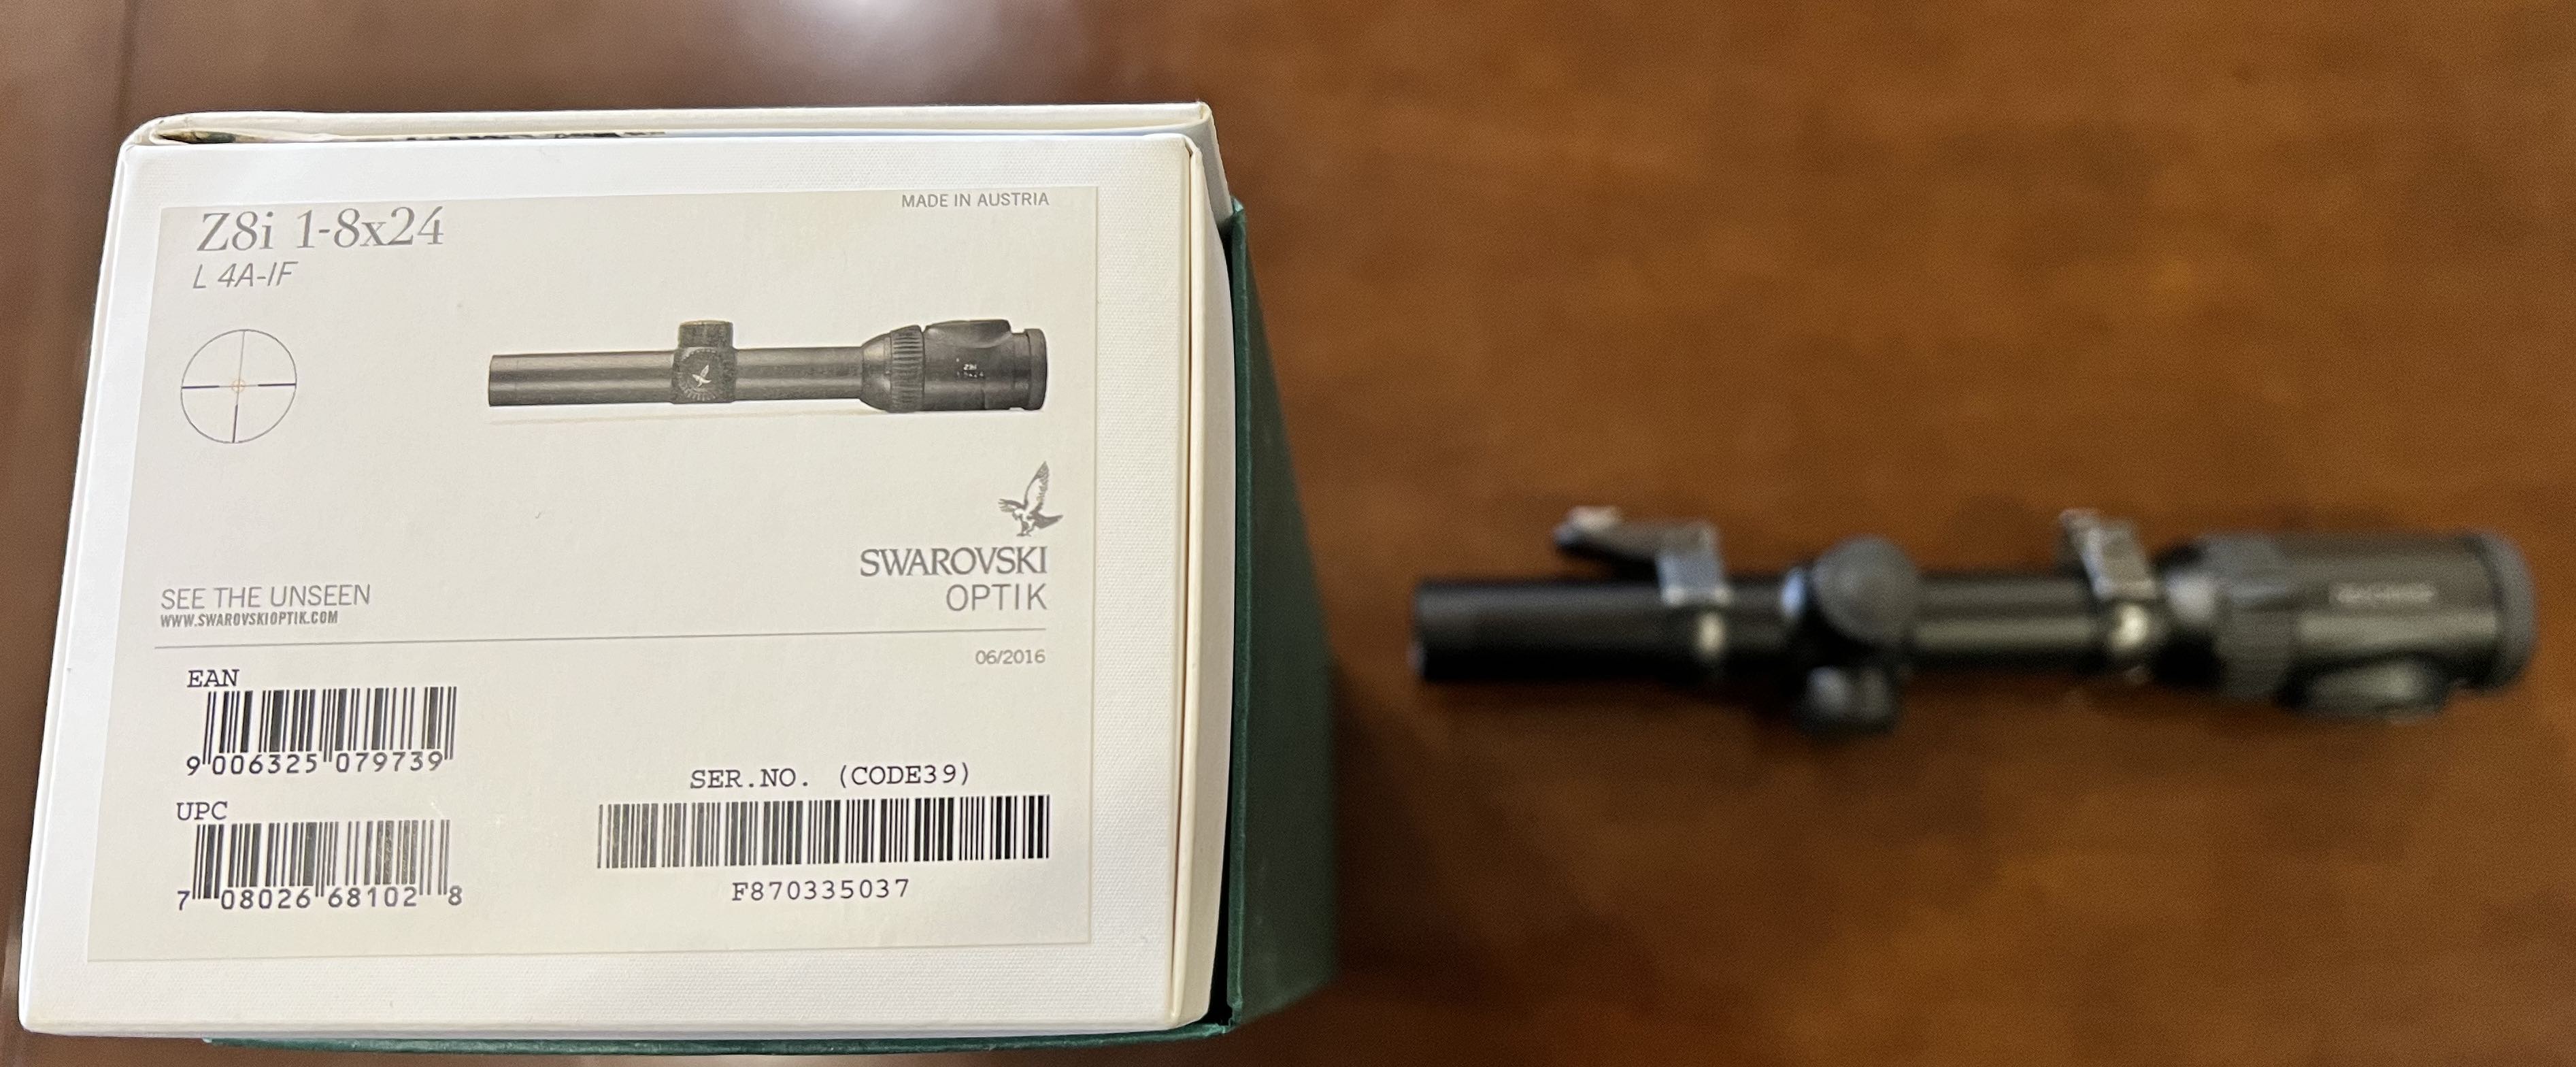 Z8i 1-8x24
MADE IN AUSTRIA
L 4A-IF
SWAROVSKI
OPTIK
SEE THE UNSEEN
WWW.SWAROVSKIOPTIK.COM
06/2016
EAN
9 006325 079739
SER.NO. (CODE39)
UPC
F870335037
7 08026 68102 8